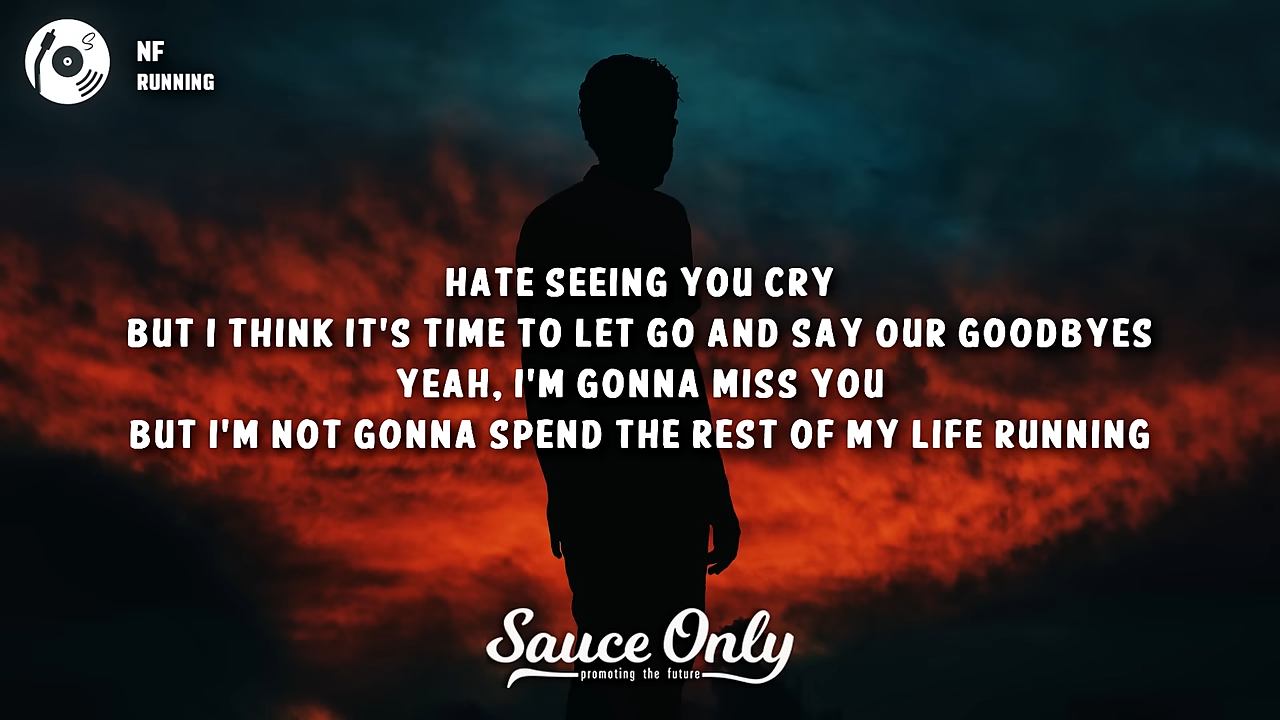 NF
RUNNING
HATE SEEING YOU CRY
BUT I THINK IT'S TIME TO LET GO AND SAY OUR GOODBYES
YEAH, I'M GONNA MISS YOU
BUT I'M NOT GONNA SPEND THE REST OF MY LIFE RUNNING
Sauce Only
promoting the future